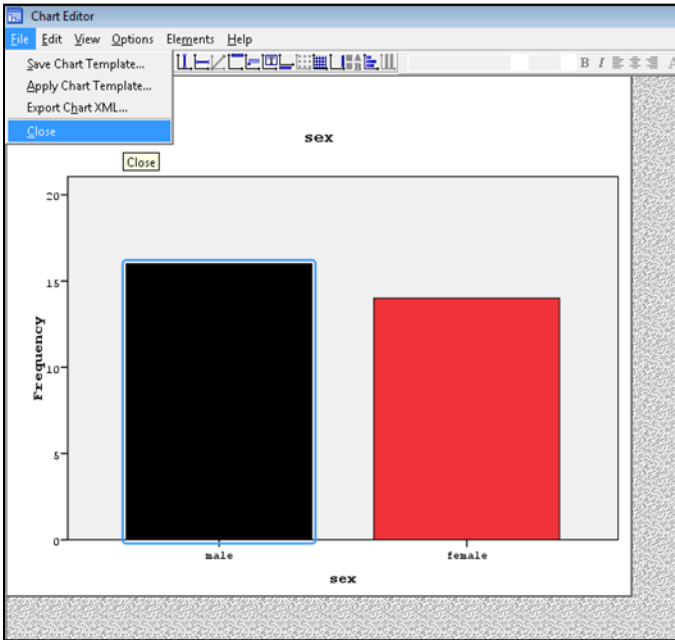 Chart Editor
File Edit View Options Elements Help
Save Chart Template...
Apply Chart Template...
Export Chart XML...
Close
Close
B I
sex
20
15
10
5
0
Frequency
male female
sex